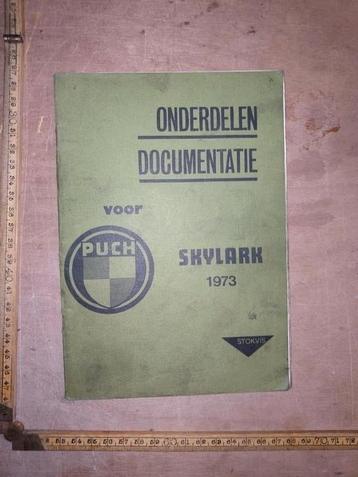 ONDERDELEN
DOCUMENTATIE
voor
PUCH
SKYLARK
1973
STOKVIS